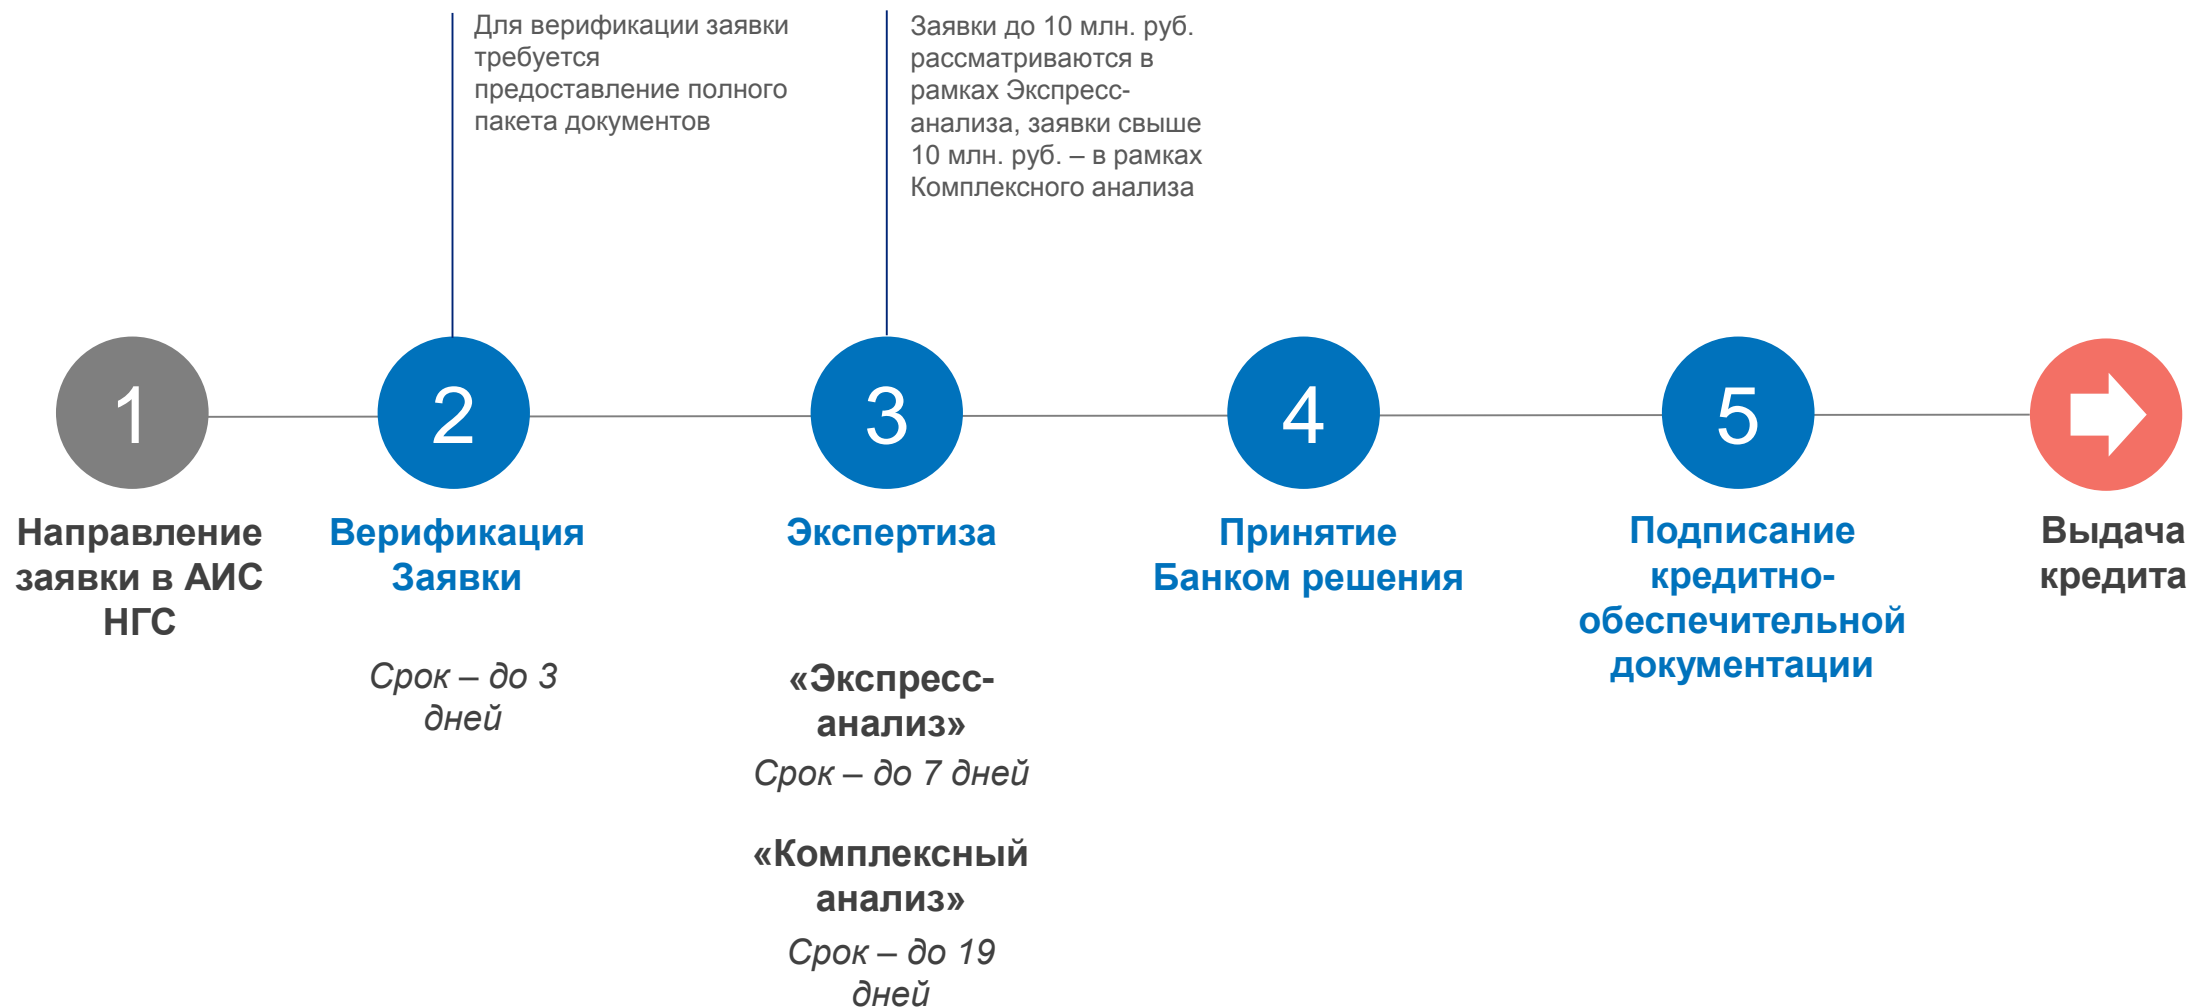 Для верификации заявки
требуется
предоставление полного
пакета документов
Заявки до 10 млн. руб.
рассматриваются в
рамках Экспресс-
анализа, заявки свыше
10 млн. руб. – в рамках
Комплексного анализа
1
2
3
4
5
Направление
заявки в АИС
НГС
Верификация
Заявки
Срок – до 3
дней
Экспертиза
«Экспресс-
анализ»
Срок – до 7 дней
«Комплексный
анализ»
Срок – до 19
дней
Принятие
Банком решения
Подписание
кредитно-
обеспечительной
документации
Выдача
кредита